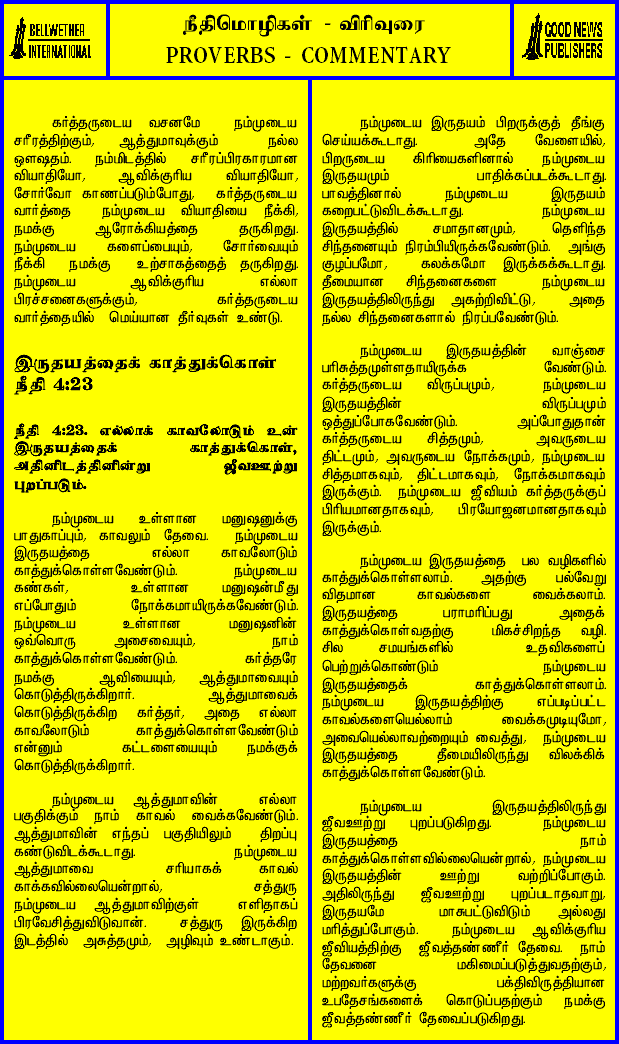 BELLWETHER
INTERNATIONAL
நீதிமொழிகள் - விரிவுரை
PROVERBS - COMMENTARY
GOOD NEWS
PUBLISHERS
கர்த்தருடைய வசனமே நம்முடைய
சரீரத்திற்கும், ஆத்துமாவுக்கும் நல்ல
ஔஷதம். நம்மிடத்தில் சரீரப்பிரகாரமான
வியாதியோ, ஆவிக்குரிய வியாதியோ,
சோர்வோ காணப்படும்போது, கர்த்தருடைய
வார்த்தை நம்முடைய வியாதியை நீக்கி,
நமக்கு ஆரோக்கியத்தை தருகிறது.
நம்முடைய களைப்பையும், சோர்வையும்
நீக்கி நமக்கு உற்சாகத்தைத் தருகிறது.
நம்முடைய ஆவிக்குரிய எல்லா
பிரச்சனைகளுக்கும், கர்த்தருடைய
வார்த்தையில் மெய்யான தீர்வுகள் உண்டு.
இருதயத்தைக் காத்துக்கொள்
நீதி 4:23
நீதி 4:23. எல்லாக் காவலோடும் உன்
இருதயத்தைக் காத்துக்கொள்,
அதினிடத்தினின்று ஜீவஊற்று
புறப்படும்.
நம்முடைய உள்ளான மனுஷனுக்கு
பாதுகாப்பும், காவலும் தேவை. நம்முடைய
இருதயத்தை எல்லா காவலோடும்
காத்துக்கொள்ளவேண்டும். நம்முடைய
கண்கள், உள்ளான மனுஷன்மீது
எப்போதும் நோக்கமாயிருக்கவேண்டும்.
நம்முடைய உள்ளான மனுஷனின்
ஒவ்வொரு அசைவையும், நாம்
காத்துக்கொள்ளவேண்டும். கர்த்தரே
நமக்கு ஆவியையும், ஆத்துமாவையும்
கொடுத்திருக்கிறார். ஆத்துமாவைக்
கொடுத்திருக்கிற கர்த்தர், அதை எல்லா
காவலோடும் காத்துக்கொள்ளவேண்டும்
என்னும் கட்டளையையும் நமக்குக்
கொடுத்திருக்கிறார்.
நம்முடைய ஆத்துமாவின் எல்லா
பகுதிக்கும் நாம் காவல் வைக்கவேண்டும்.
ஆத்துமாவின் எந்தப் பகுதியிலும் திறப்பு
கண்டுவிடக்கூடாது. நம்முடைய
ஆத்துமாவை சரியாகக் காவல்
காக்கவில்லையென்றால், சத்துரு
நம்முடைய ஆத்துமாவிற்குள் எளிதாகப்
பிரவேசித்துவிடுவான். சத்துரு இருக்கிற
இடத்தில் அசுத்தமும், அழிவும் உண்டாகும்.
நம்முடைய இருதயம் பிறருக்குத் தீங்கு
செய்யக்கூடாது. அதே வேளையில்,
பிறருடைய கிரியைகளினால் நம்முடைய
இருதயமும் பாதிக்கப்படக்கூடாது.
பாவத்தினால் நம்முடைய இருதயம்
கறைபட்டுவிடக்கூடாது. நம்முடைய
இருதயத்தில் சமாதானமும், தெளிந்த
சிந்தனையும் நிரம்பியிருக்கவேண்டும். அங்கு
குழப்பமோ, கலக்கமோ இருக்கக்கூடாது.
தீமையான சிந்தனைகளை நம்முடைய
இருதயத்திலிருந்து அகற்றிவிட்டு, அதை
நல்ல சிந்தனைகளால் நிரப்பவேண்டும்.
நம்முடைய இருதயத்தின் வாஞ்சை
பரிசுத்தமுள்ளதாயிருக்க வேண்டும்.
கர்த்தருடைய விருப்பமும், நம்முடைய
இருதயத்தின் விருப்பமும்
ஒத்துப்போகவேண்டும். அப்போதுதான்
கர்த்தருடைய சித்தமும், அவருடைய
திட்டமும், அவருடைய நோக்கமும், நம்முடைய
சித்தமாகவும், திட்டமாகவும், நோக்கமாகவும்
இருக்கும். நம்முடைய ஜீவியம் கர்த்தருக்குப்
பிரியமானதாகவும், பிரயோஜனமானதாகவும்
இருக்கும்.
நம்முடைய இருதயத்தை பல வழிகளில்
காத்துக்கொள்ளலாம். அதற்கு பல்வேறு
விதமான காவல்களை வைக்கலாம்.
இருதயத்தை பராமரிப்பது அதைக்
காத்துக்கொள்வதற்கு மிகச்சிறந்த வழி.
சில சமயங்களில் உதவிகளைப்
பெற்றுக்கொண்டும் நம்முடைய
இருதயத்தைக் காத்துக்கொள்ளலாம்.
நம்முடைய இருதயத்திற்கு எப்படிப்பட்ட
காவல்களையெல்லாம் வைக்கமுடியுமோ,
அவையெல்லாவற்றையும் வைத்து, நம்முடைய
இருதயத்தை தீமையிலிருந்து விலக்கிக்
காத்துக்கொள்ளவேண்டும்.
நம்முடைய இருதயத்திலிருந்து
ஜீவஊற்று புறப்படுகிறது. நம்முடைய
இருதயத்தை நாம்
காத்துக்கொள்ளவில்லையென்றால், நம்முடைய
இருதயத்தின் ஊற்று வற்றிப்போகும்.
அதிலிருந்து ஜீவஊற்று புறப்படாதவாறு,
இருதயமே மாசுபட்டுவிடும் அல்லது
மரித்துப்போகும். நம்முடைய ஆவிக்குரிய
ஜீவியத்திற்கு ஜீவத்தண்ணீர் தேவை. நாம்
தேவனை மகிமைப்படுத்துவதற்கும்,
மற்றவர்களுக்கு பக்திவிருத்தியான
உபதேசங்களைக் கொடுப்பதற்கும் நமக்கு
ஜீவத்தண்ணீர் தேவைப்படுகிறது.